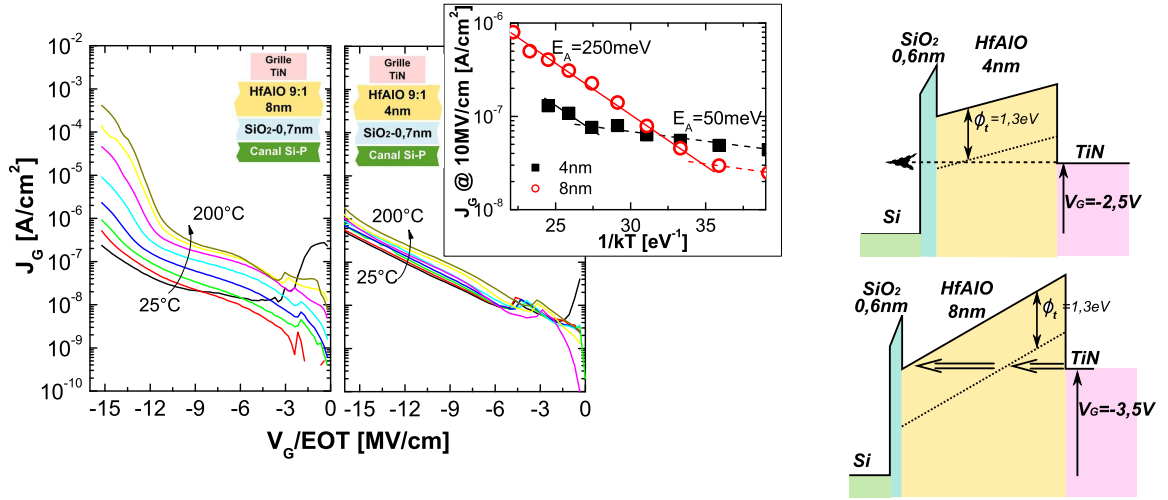 J_G [A/cm²]
10⁻²
10⁻³
10⁻⁴
10⁻⁵
10⁻⁶
10⁻⁷
10⁻⁸
10⁻⁹
10⁻¹⁰
Grille
TiN
HfAlO 9:1
8nm
SiO₂-0,7nm
Canal Si-P
200°C
25°C
-15 -12 -9 -6 -3 0
Grille
TiN
HfAlO 9:1
4nm
SiO₂-0,7nm
Canal Si-P
200°C
25°C
-15 -12 -9 -6 -3 0
V_G/EOT [MV/cm]
J_G @ 10MV/cm [A/cm²]
10⁻⁶
10⁻⁷
10⁻⁸
E_A=250meV
E_A=50meV
4nm
8nm
25 30 35
1/kT [eV⁻¹]
SiO₂
0,6nm
HfAlO
4nm
ϕ_t =1,3eV
TiN
Si
V_G=-2,5V
SiO₂
0,6nm
HfAlO
8nm
ϕ_t =1,3eV
TiN
V_G=-3,5V
Si